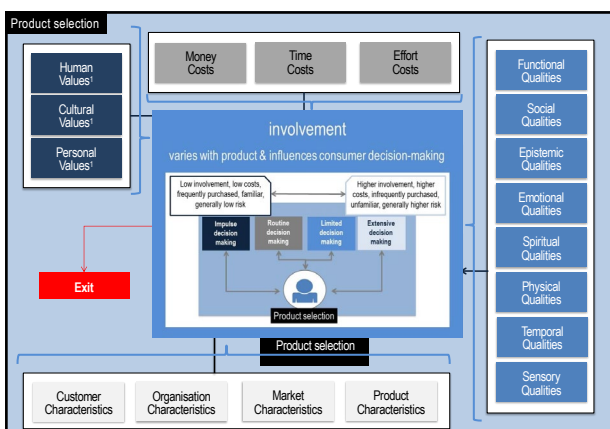 Product selection
Human
Values¹
Cultural
Values¹
Personal
Values¹
Money
Costs
Time
Costs
Effort
Costs
Functional
Qualities
Social
Qualities
Epistemic
Qualities
Emotional
Qualities
Spiritual
Qualities
Physical
Qualities
Temporal
Qualities
Sensory
Qualities
involvement
varies with product & influences consumer decision-making
Low involvement, low costs,
frequently purchased, familiar,
generally low risk
Higher involvement, higher
costs, infrequently purchased,
unfamiliar, generally higher risk
Impulse
decision
making
Routine
decision
making
Limited
decision
making
Extensive
decision
making
Product selection
Exit
Product selection
Customer
Characteristics
Organisation
Characteristics
Market
Characteristics
Product
Characteristics